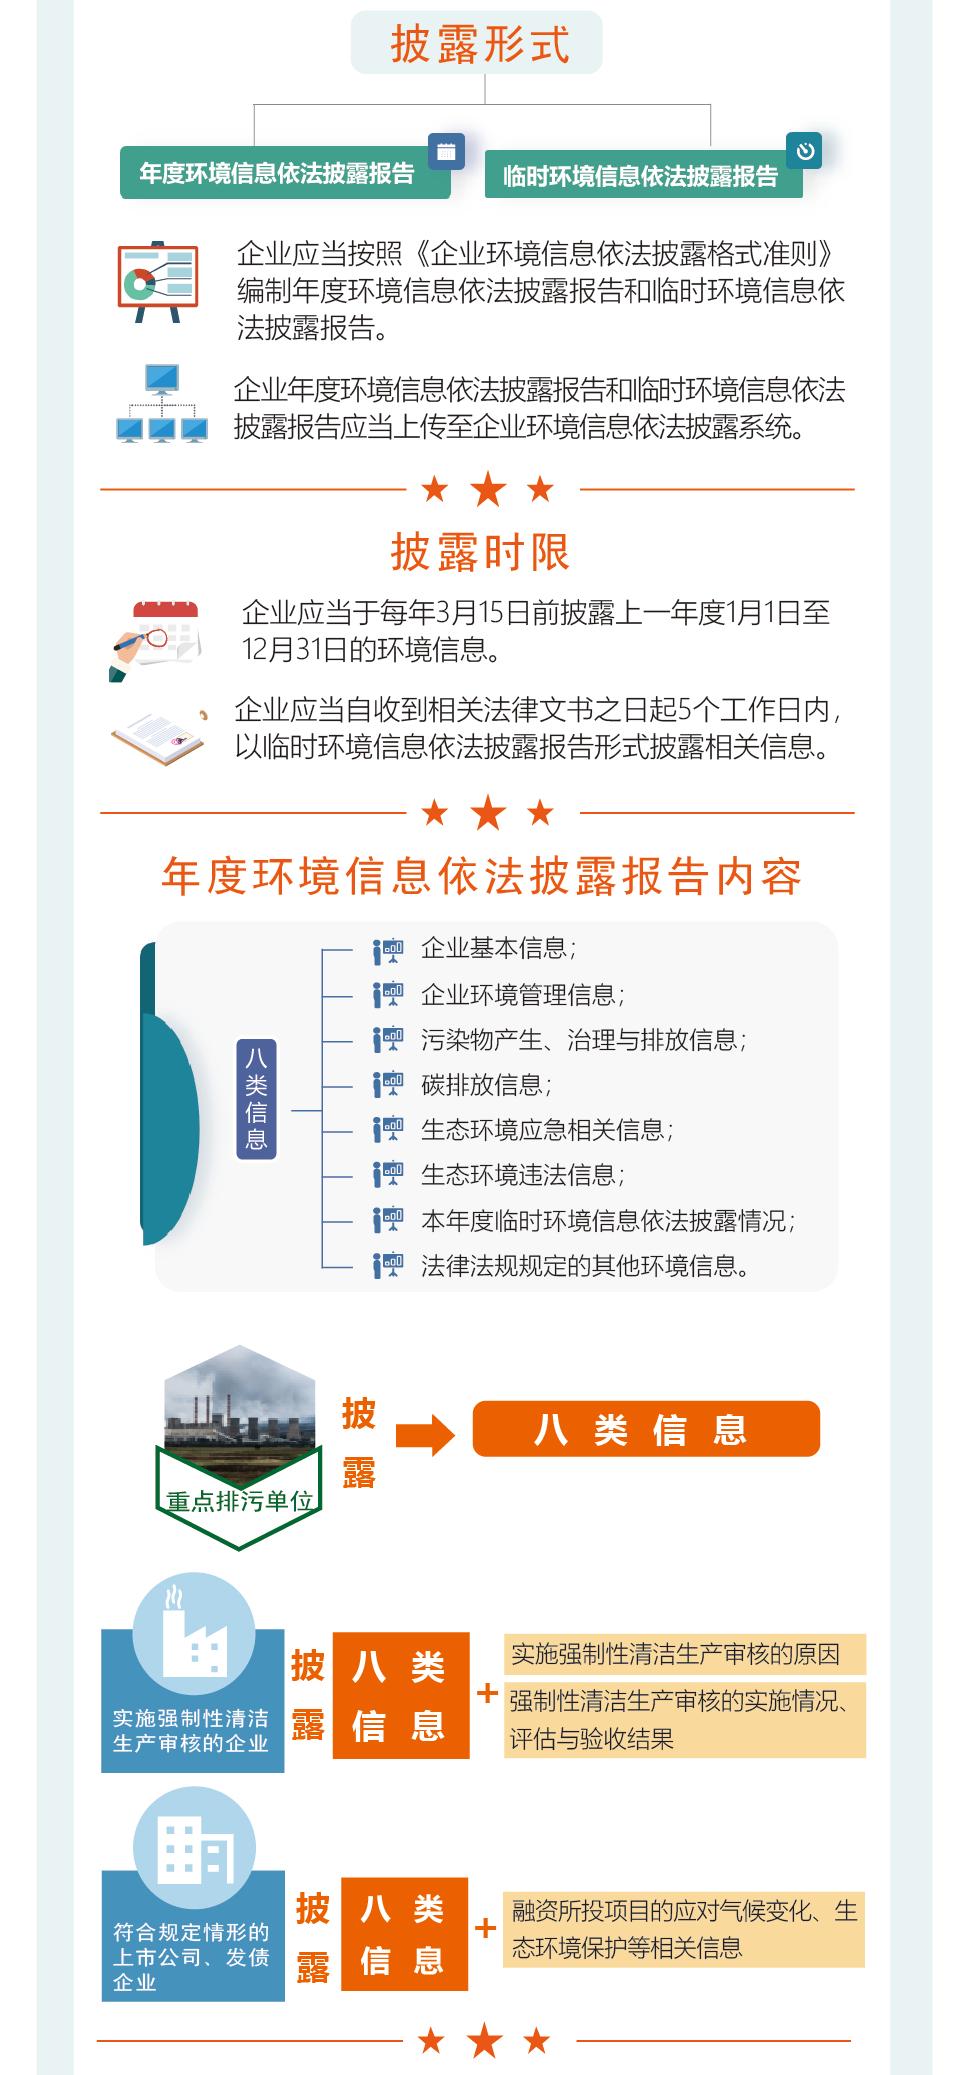 披露形式
年度环境信息依法披露报告
临时环境信息依法披露报告
企业应当按照《企业环境信息依法披露格式准则》
编制年度环境信息依法披露报告和临时环境信息依
法披露报告。
企业年度环境信息依法披露报告和临时环境信息依法
披露报告应当上传至企业环境信息依法披露系统。
披露时限
企业应当于每年3月15日前披露上一年度1月1日至
12月31日的环境信息。
企业应当自收到相关法律文书之日起5个工作日内,
以临时环境信息依法披露报告形式披露相关信息。
年度环境信息依法披露报告内容
八类信息
企业基本信息;
企业环境管理信息;
污染物产生、治理与排放信息;
碳排放信息;
生态环境应急相关信息;
生态环境违法信息;
本年度临时环境信息依法披露情况;
法律法规规定的其他环境信息。
重点排污单位
披露
八类信息
实施强制性清洁
生产审核的企业
披露
八类
信息
+
实施强制性清洁生产审核的原因
强制性清洁生产审核的实施情况、
评估与验收结果
符合规定情形的
上市公司、发债
企业
披露
八类
信息
+
融资所投项目的应对气候变化、生
态环境保护等相关信息